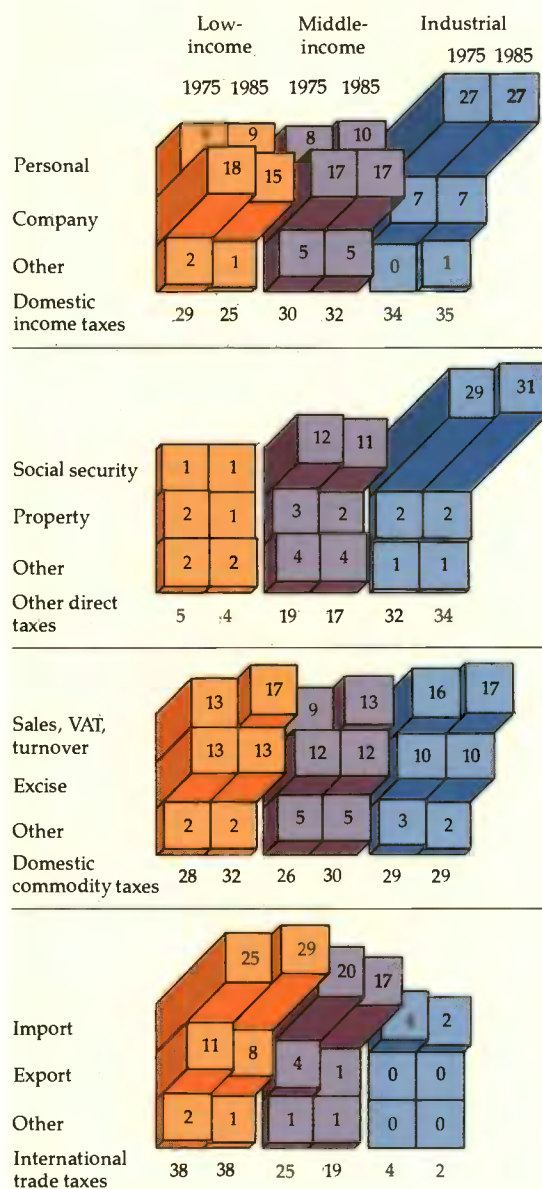 Low-income Middle-income Industrial
1975 1985 1975 1985 1975 1985
Personal 9 8 10 27 27
Company 18 15 17 17 7 7
Other 2 1 5 5 0 1
Domestic income taxes 29 25 30 32 34 35
Social security 1 1 12 11 29 31
Property 2 1 3 2 2 2
Other 2 2 4 4 1 1
Other direct taxes 5 4 19 17 32 34
Sales, VAT, turnover 13 17 9 13 16 17
Excise 13 13 12 12 10 10
Other 2 2 5 5 3 2
Domestic commodity taxes 28 32 26 30 29 29
Import 25 29 20 17 2
Export 11 8 4 1 0 0
Other 2 1 1 1 0 0
International trade taxes 38 38 25 19 4 2